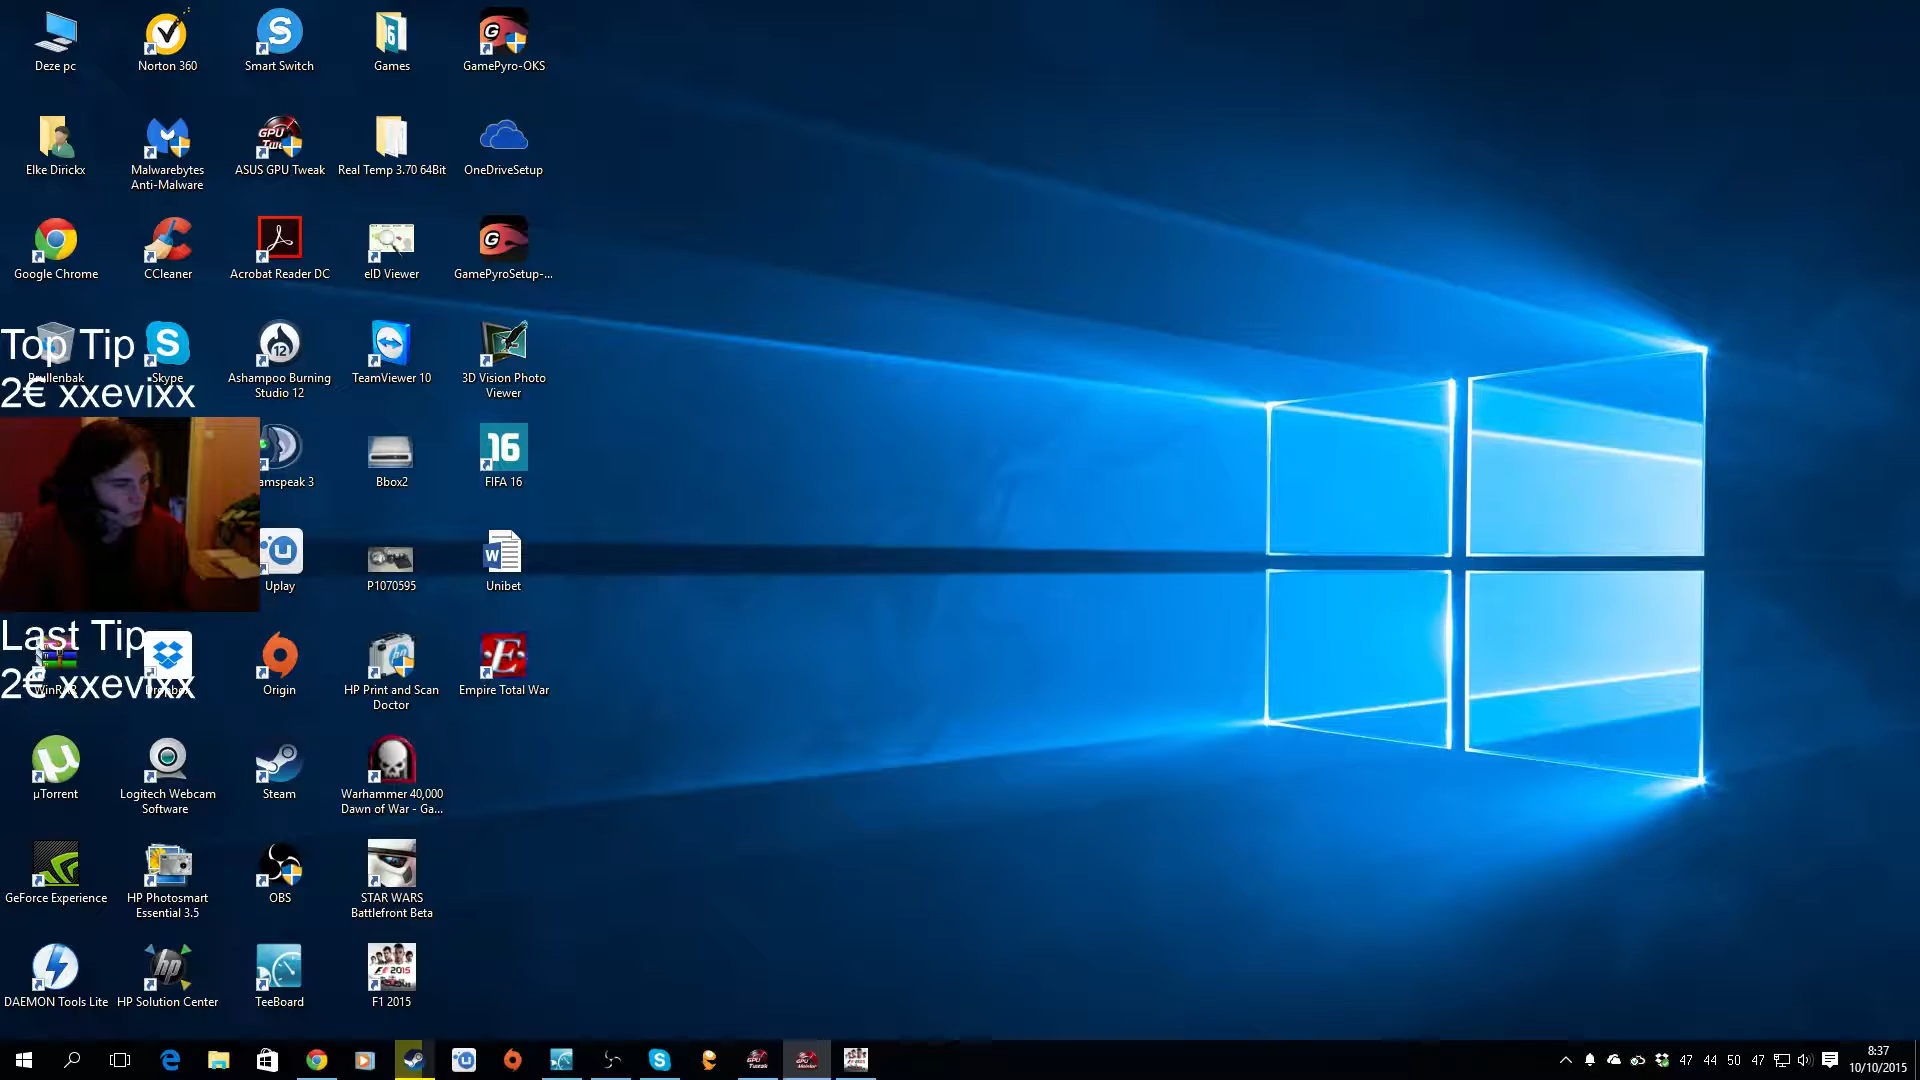 Deze pc
Norton 360
Smart Switch
Games
GamePyro-OKS
Elke Dirickx
Malwarebytes
Anti-Malware
ASUS GPU Tweak
Real Temp 3.70 64Bit
OneDriveSetup
Google Chrome
CCleaner
Acrobat Reader DC
eID Viewer
GamePyroSetup-...
Top Tip
2€ xxevixx
Prullenbak
Skype
Ashampoo Burning
Studio 12
TeamViewer 10
3D Vision Photo
Viewer
amspeak 3
Bbox2
16
FIFA 16
Uplay
P1070595
Unibet
Last Tip
2€ xxevixx
WinRAR
Dropbox
Origin
HP Print and Scan
Doctor
Empire Total War
µTorrent
Logitech Webcam
Software
Steam
Warhammer 40,000
Dawn of War - Ga...
GeForce Experience
HP Photosmart
Essential 3.5
OBS
STAR WARS
Battlefront Beta
DAEMON Tools Lite
HP Solution Center
TeeBoard
F1 2015
47 44 50 47
8:37
10/10/2015